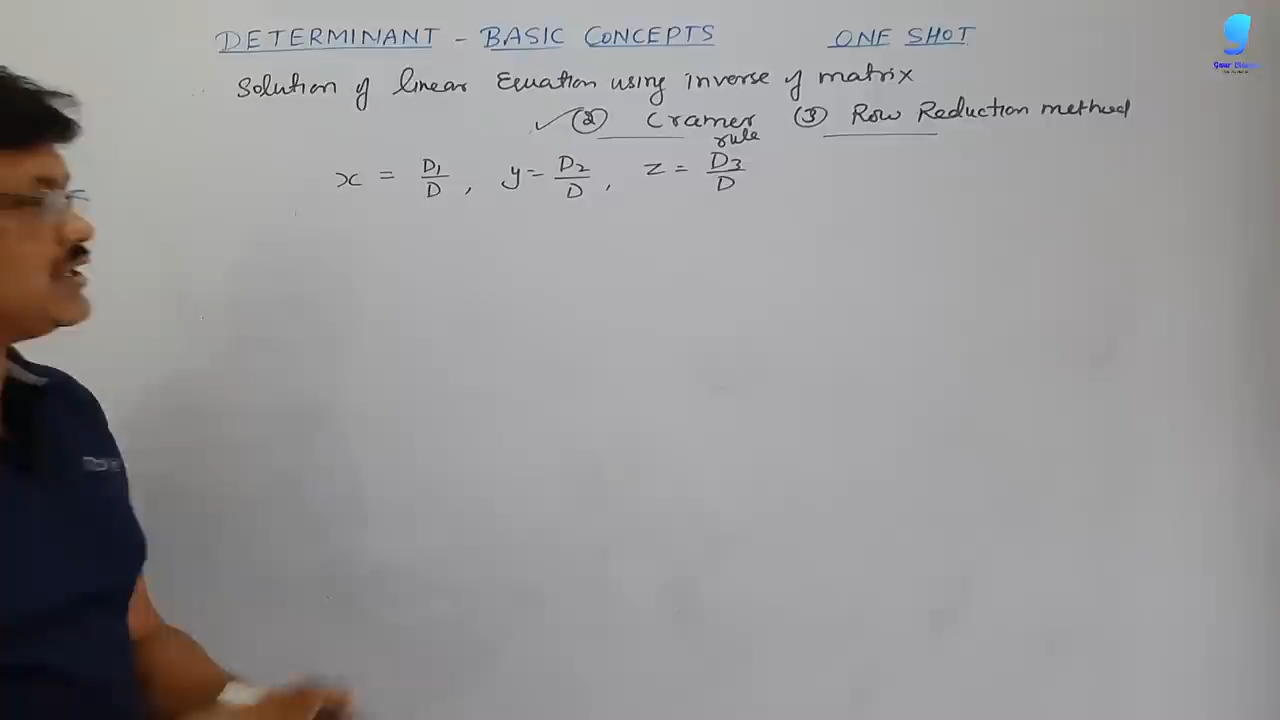 DETERMINANT - BASIC CONCEPTS ONE SHOT
Solution of linear Equation using inverse of matrix
✓ ② Cramer rule ③ Row Reduction method
x = D1/D , y = D2/D , z = D3/D